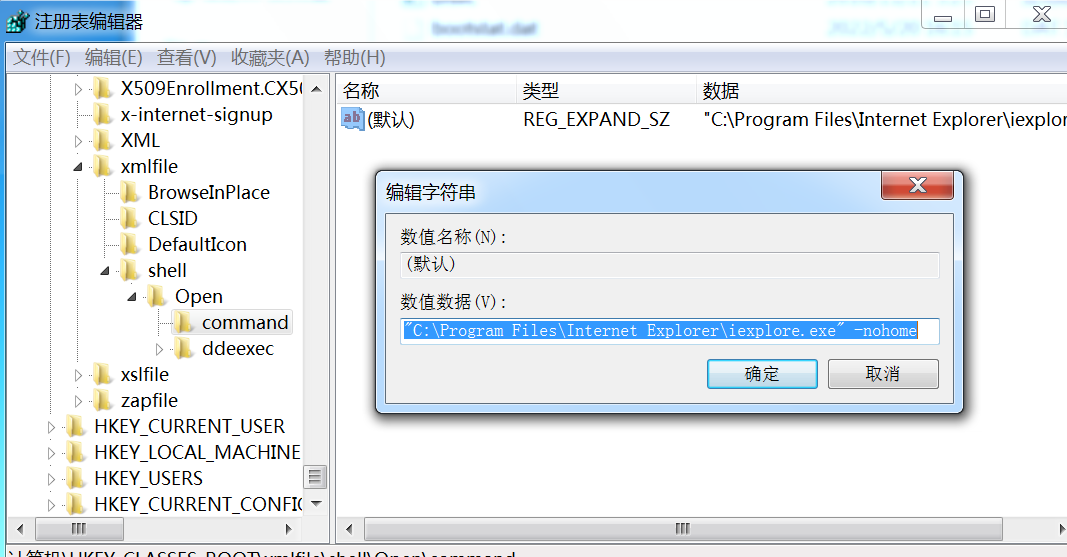 注册表编辑器
文件(F) 编辑(E) 查看(V) 收藏夹(A) 帮助(H)
X509Enrollment.CX50
x-internet-signup
XML
xmlfile
BrowseInPlace
CLSID
DefaultIcon
shell
Open
command
ddeexec
xslfile
zapfile
HKEY_CURRENT_USER
HKEY_LOCAL_MACHINE
HKEY_USERS
HKEY_CURRENT_CONFIG
名称 类型 数据
ab (默认) REG_EXPAND_SZ "C:\Program Files\Internet Explorer\iexplor
编辑字符串
数值名称(N):
(默认)
数值数据(V):
"C:\Program Files\Internet Explorer\iexplore.exe" -nohome
确定 取消
计算机\HKEY_CLASSES_ROOT\xmlfile\shell\Open\command